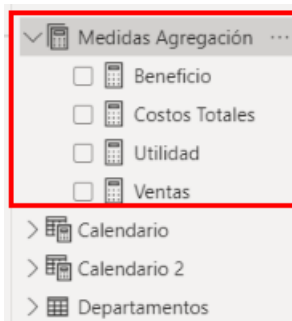 Medidas Agregación ...
Beneficio
Costos Totales
Utilidad
Ventas
Calendario
Calendario 2
Departamentos